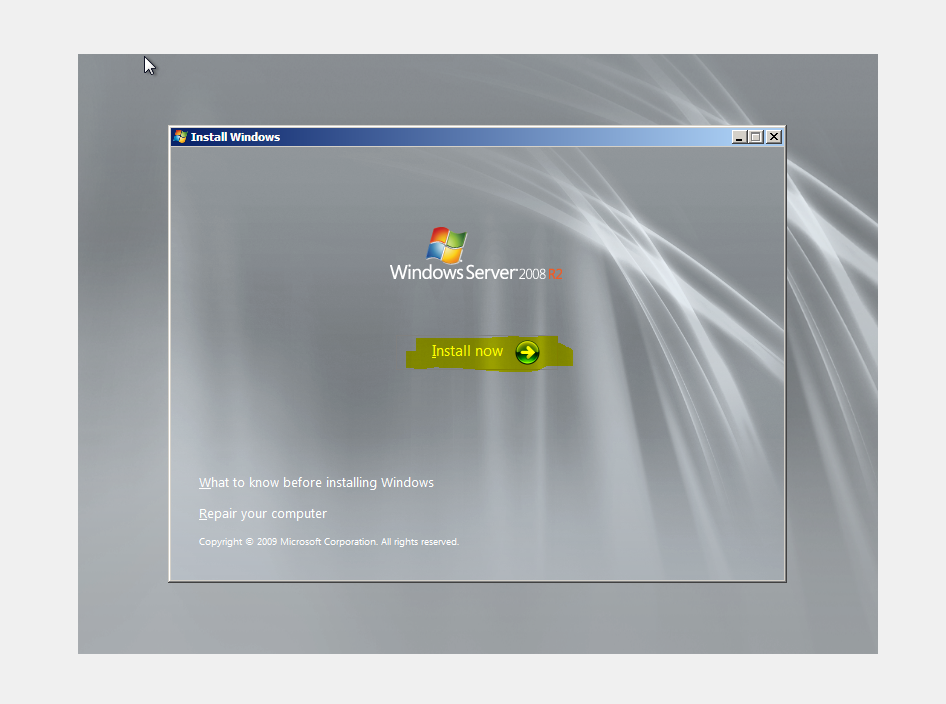 Install Windows
Windows Server 2008 R2
Install now
What to know before installing Windows
Repair your computer
Copyright © 2009 Microsoft Corporation. All rights reserved.